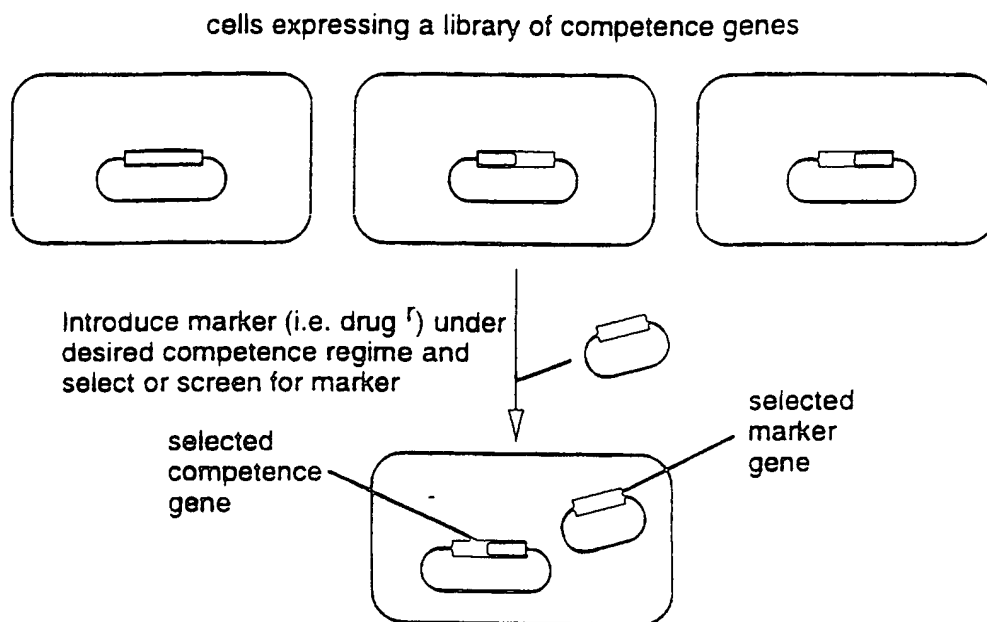 cells expressing a library of competence genes
Introduce marker (i.e. drug ʳ) under
desired competence regime and
select or screen for marker
selected
competence
gene
selected
marker
gene